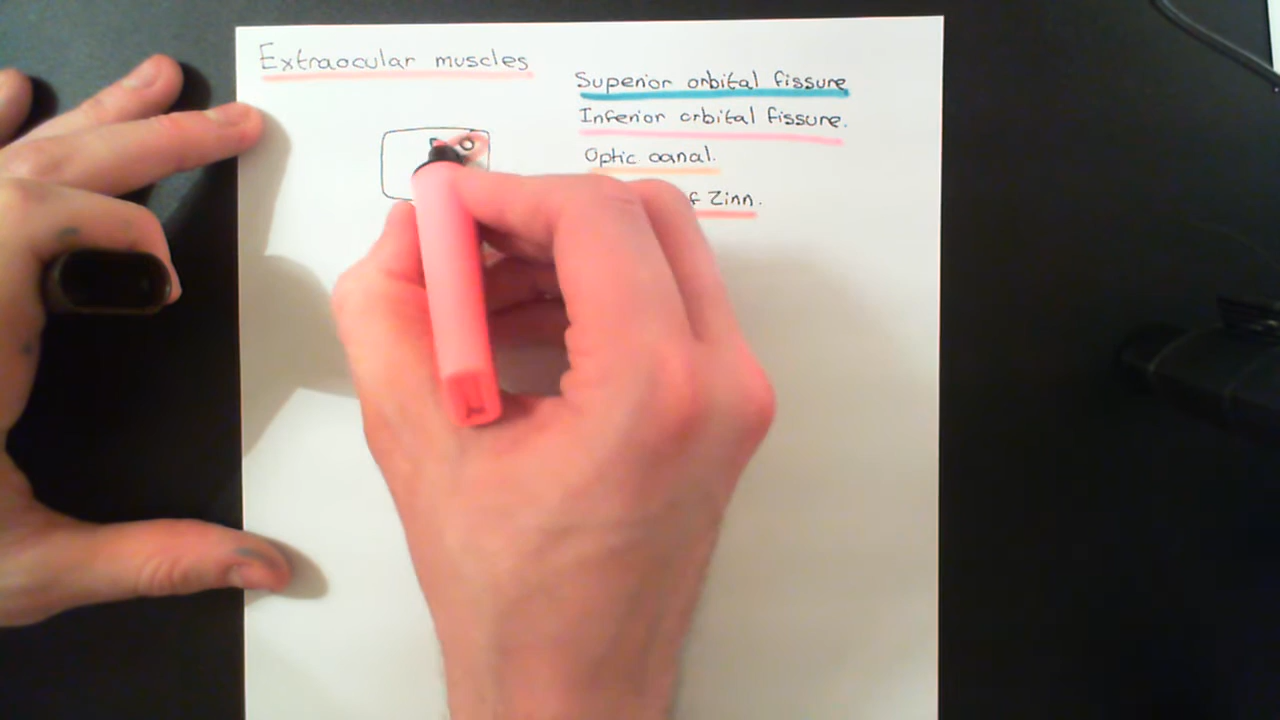 Extraocular muscles
Superior orbital fissure
Inferior orbital fissure.
Optic canal.
f Zinn.